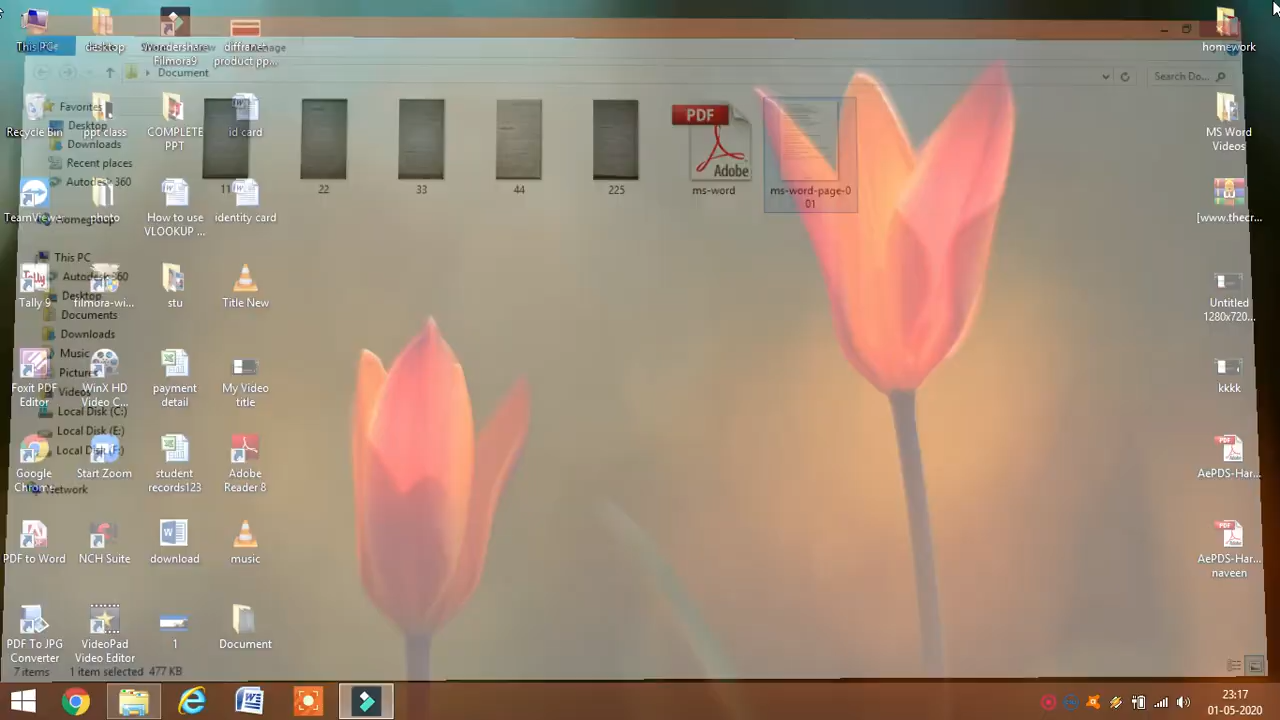 This PC
desktop
Wondershare
Filmora9
diffranet
product pp...
homework
Document
Search Do...
Favorites
Desktop
Downloads
Recent places
Autodesk 360
Homegroup
This PC
Autodesk 360
Desktop
Documents
Downloads
Music
Pictures
Videos
Local Disk (C:)
Local Disk (E:)
Local Disk (F:)
Network
Recycle Bin
ppt class
COMPLETE
PPT
id card
22
33
44
225
PDF
Adobe
ms-word
ms-word-page-0
01
MS Word
Videos
TeamViewer
photo
How to use
VLOOKUP ...
identity card
[www.thecr...
Tally 9
filmora-wi...
stu
Title New
Untitled
1280x720...
Foxit PDF
Editor
WinX HD
Video C...
payment
detail
My Video
title
kkkk
Google
Chrome
Start Zoom
student
records123
Adobe
Reader 8
AePDS-Har...
PDF to Word
NCH Suite
download
music
AePDS-Har...
naveen
PDF To JPG
Converter
VideoPad
Video Editor
1
Document
7 items
1 item selected 477 KB
23:17
01-05-2020